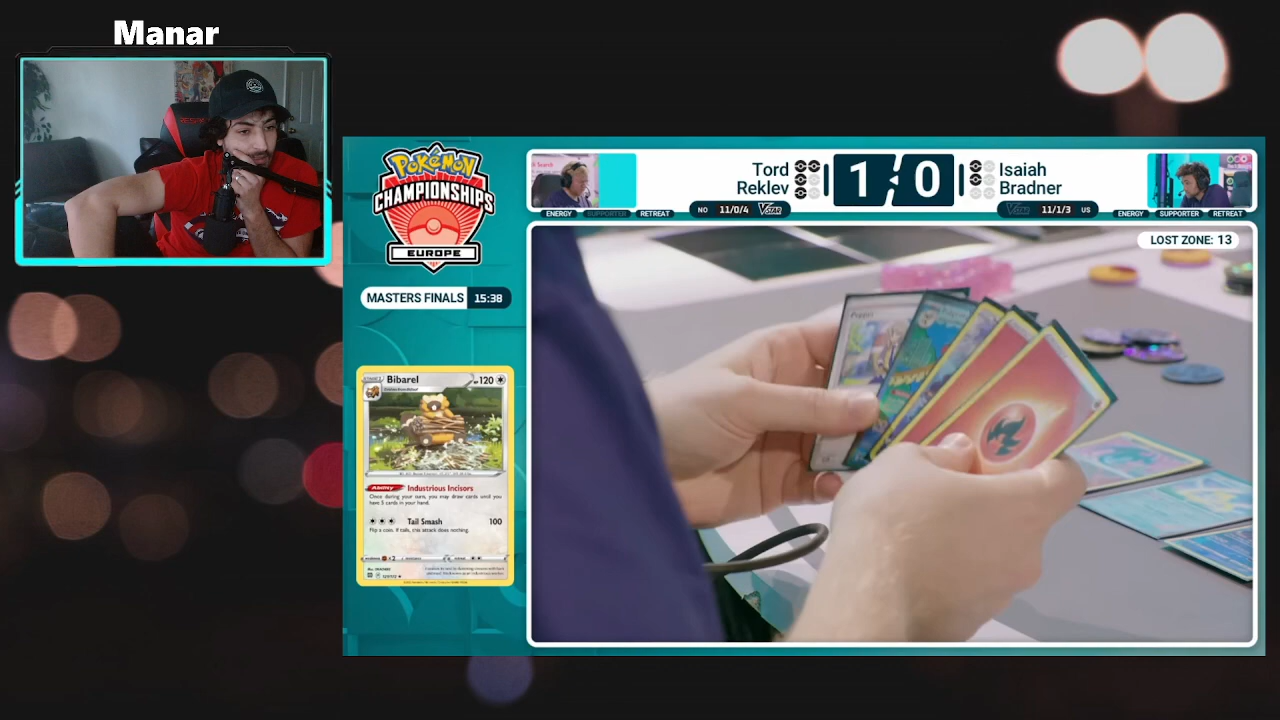 Manar
POKéMON
CHAMPIONSHIPS
EUROPE
MASTERS FINALS 15:38
Tord
Reklev
1 0
Isaiah
Bradner
NO 11/0/4 VSTAR
VSTAR 11/1/3 US
ENERGY SUPPORTER RETREAT
ENERGY SUPPORTER RETREAT
LOST ZONE: 13
Bibarel 120
Ability Industrious Incisors
Once during your turn, you may draw cards until you
have 5 cards in your hand.
Tail Smash 100
Flip a coin. If tails, this attack does nothing.
x2